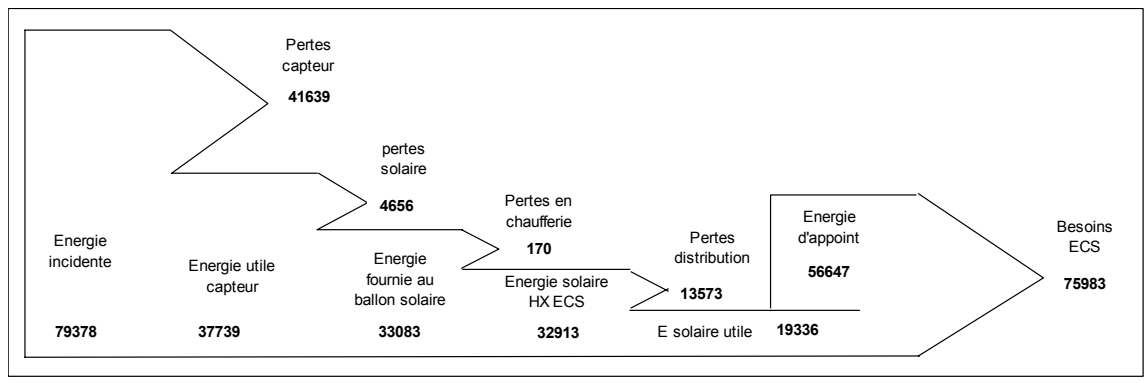 Pertes
capteur
41639
pertes
solaire
4656
Pertes en
chaufferie
170
Pertes
distribution
13573
Energie
d'appoint
56647
Besoins
ECS
75983
Energie
incidente
79378
Energie utile
capteur
37739
Energie
fournie au
ballon solaire
33083
Energie solaire
HX ECS
32913
E solaire utile
19336